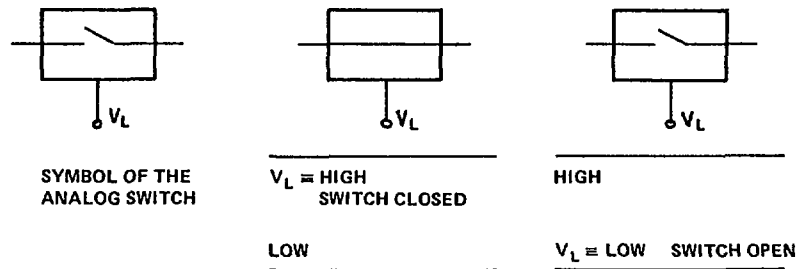 V_L V_L V_L
SYMBOL OF THE
ANALOG SWITCH
V_L ≡ HIGH
SWITCH CLOSED
HIGH
LOW
V_L ≡ LOW SWITCH OPEN